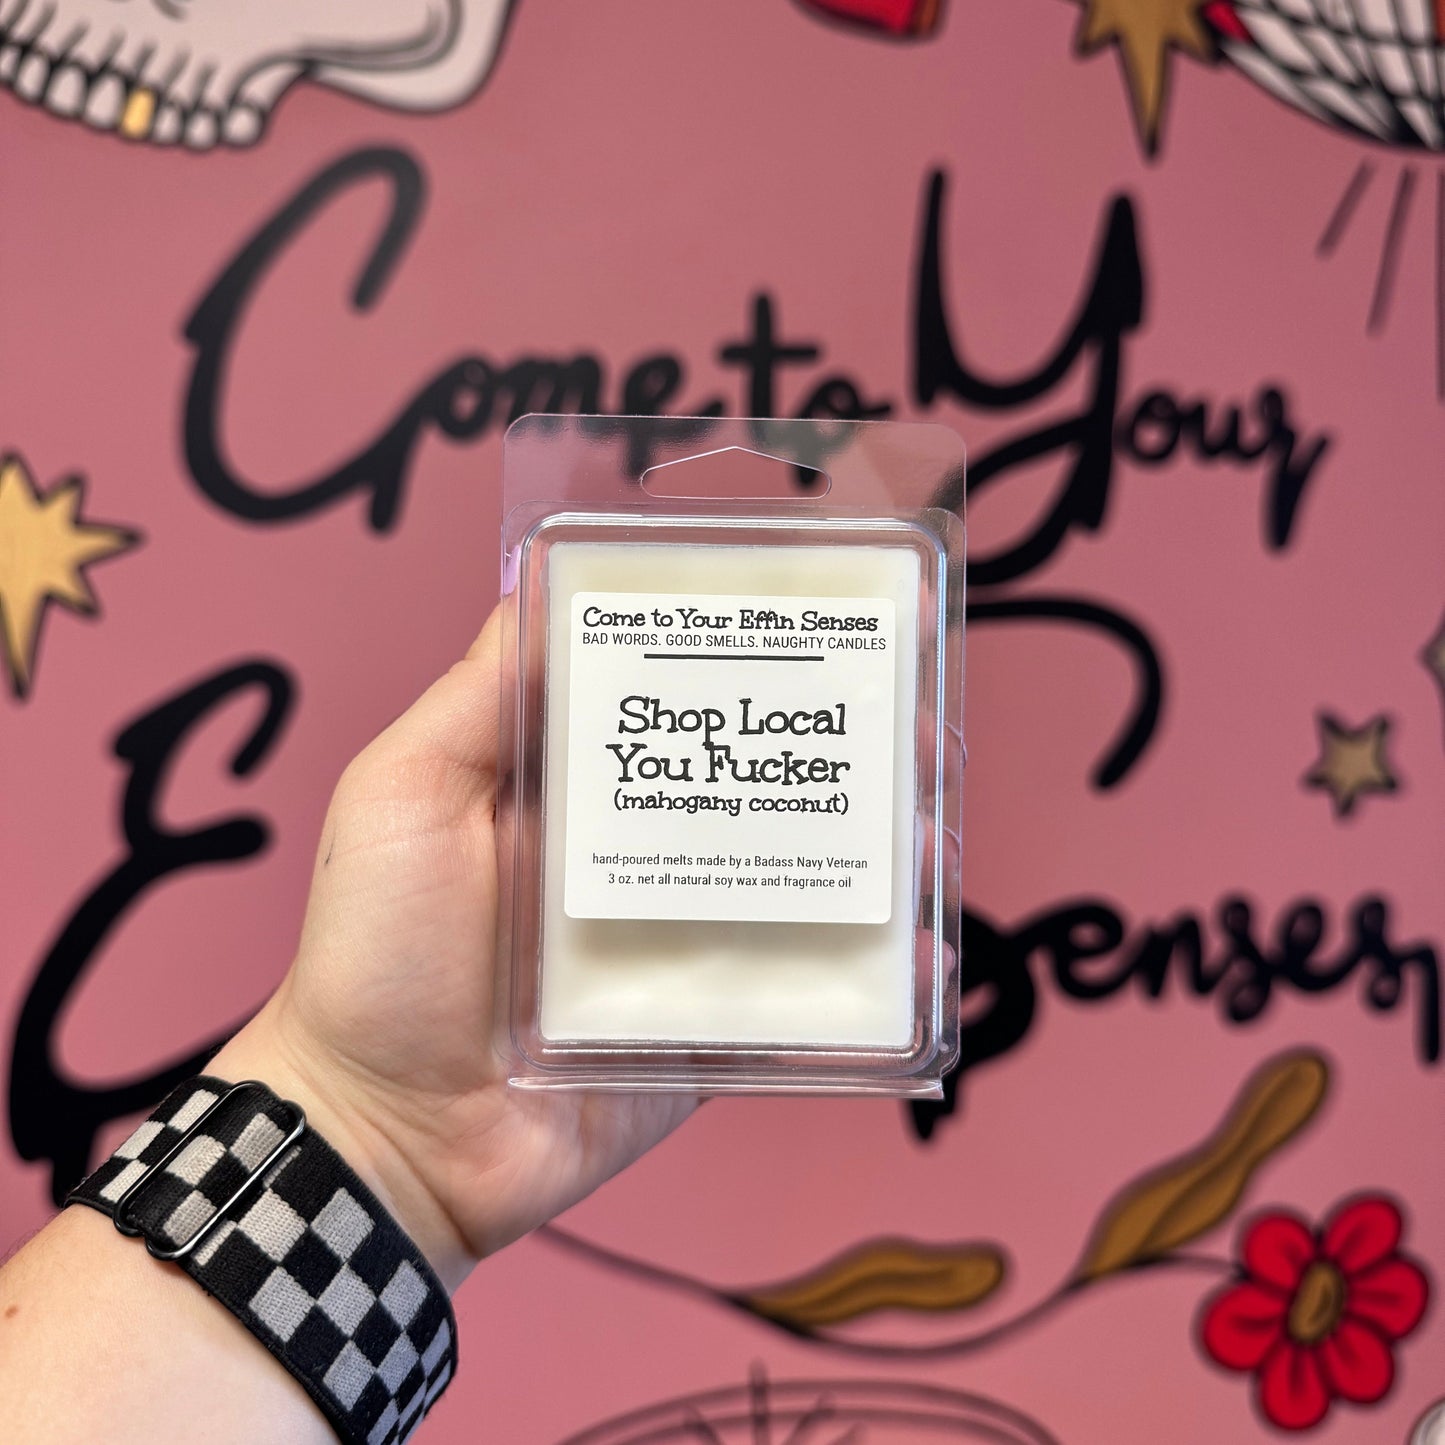 Come to Your
E Senses,
Come to Your Effin Senses
BAD WORDS. GOOD SMELLS. NAUGHTY CANDLES
Shop Local
You Fucker
(mahogany coconut)
hand-poured melts made by a Badass Navy Veteran
3 oz. net all natural soy wax and fragrance oil